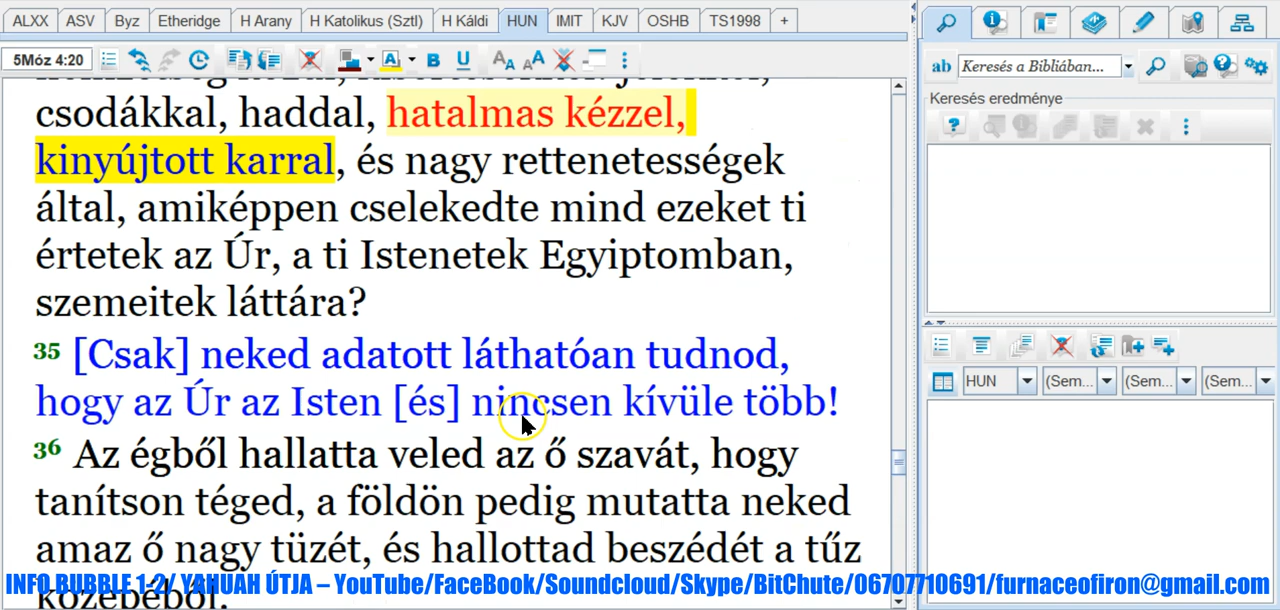 ALXX ASV Byz Etheridge H Arany H Katolikus (Sztl) H Káldi HUN IMIT KJV OSHB TS1998 +
5Móz 4:20
csodákkal, haddal, hatalmas kézzel,
kinyújtott karral, és nagy rettenetességek
által, amiképpen cselekedte mind ezeket ti
értetek az Úr, a ti Istenetek Egyiptomban,
szemeitek láttára?
35 [Csak] neked adatott láthatóan tudnod,
hogy az Úr az Isten [és] nincsen kívüle több!
36 Az égből hallatta veled az ő szavát, hogy
tanítson téged, a földön pedig mutatta neked
amaz ő nagy tüzét, és hallottad beszédét a tűz
közepéből.
INFO BUBBLE 1-2/ YAHUAH ÚTJA – YouTube/FaceBook/Soundcloud/Skype/BitChute/06707710691/furnaceofiron@gmail.com
ab Keresés a Bibliában...
Keresés eredménye
HUN (Sem... (Sem... (Sem...